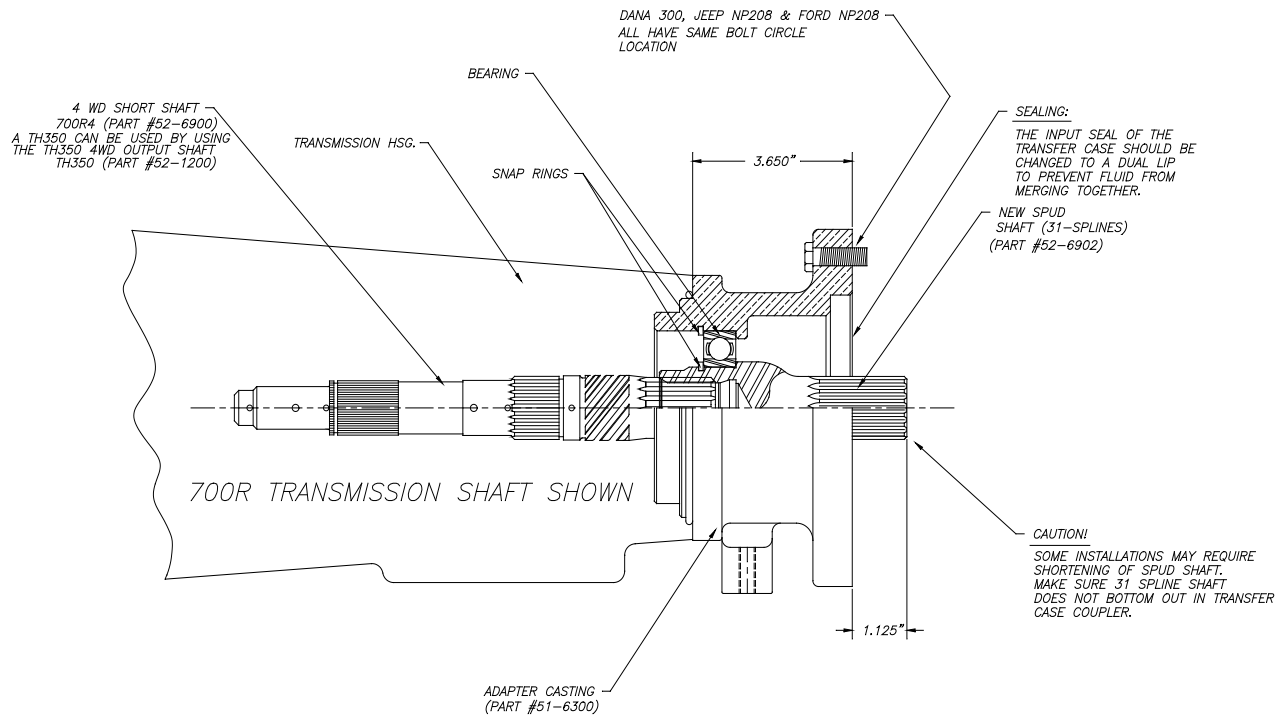 DANA 300, JEEP NP208 & FORD NP208
ALL HAVE SAME BOLT CIRCLE
LOCATION
BEARING
4 WD SHORT SHAFT
700R4 (PART #52-6900)
A TH350 CAN BE USED BY USING
THE TH350 4WD OUTPUT SHAFT
TH350 (PART #52-1200)
TRANSMISSION HSG.
SNAP RINGS
3.650"
SEALING:
THE INPUT SEAL OF THE
TRANSFER CASE SHOULD BE
CHANGED TO A DUAL LIP
TO PREVENT FLUID FROM
MERGING TOGETHER.
NEW SPUD
SHAFT (31-SPLINES)
(PART #52-6902)
700R TRANSMISSION SHAFT SHOWN
CAUTION!
SOME INSTALLATIONS MAY REQUIRE
SHORTENING OF SPUD SHAFT.
MAKE SURE 31 SPLINE SHAFT
DOES NOT BOTTOM OUT IN TRANSFER
CASE COUPLER.
1.125"
ADAPTER CASTING
(PART #51-6300)